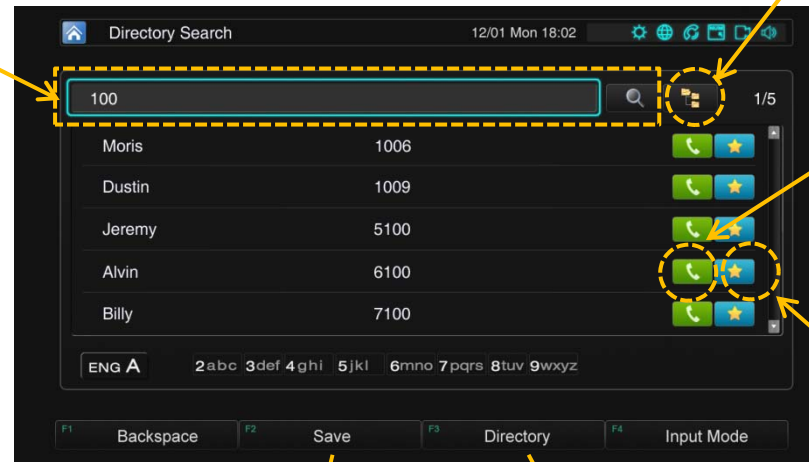 Directory Search 12/01 Mon 18:02
100 1/5
Moris 1006
Dustin 1009
Jeremy 5100
Alvin 6100
Billy 7100
ENG A 2abc 3def 4ghi 5jkl 6mno 7pqrs 8tuv 9wxyz
F1 Backspace F2 Save F3 Directory F4 Input Mode